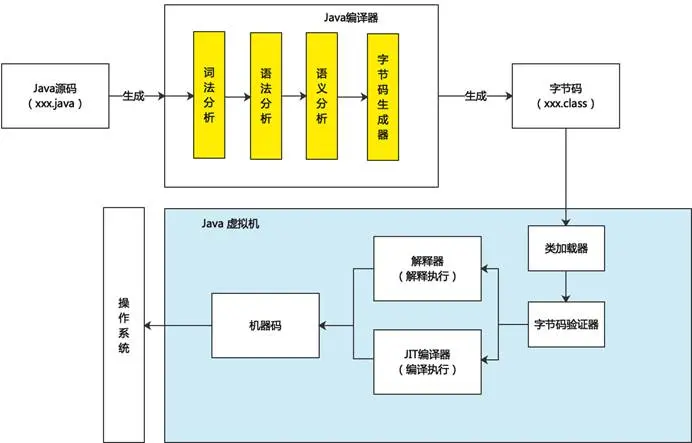 Java编译器
Java源码
（xxx.java）
生成
词法分析
语法分析
语义分析
字节码生成器
生成
字节码
（xxx.class）
Java 虚拟机
类加载器
解释器
（解释执行）
操作系统
机器码
字节码验证器
JIT编译器
（编译执行）